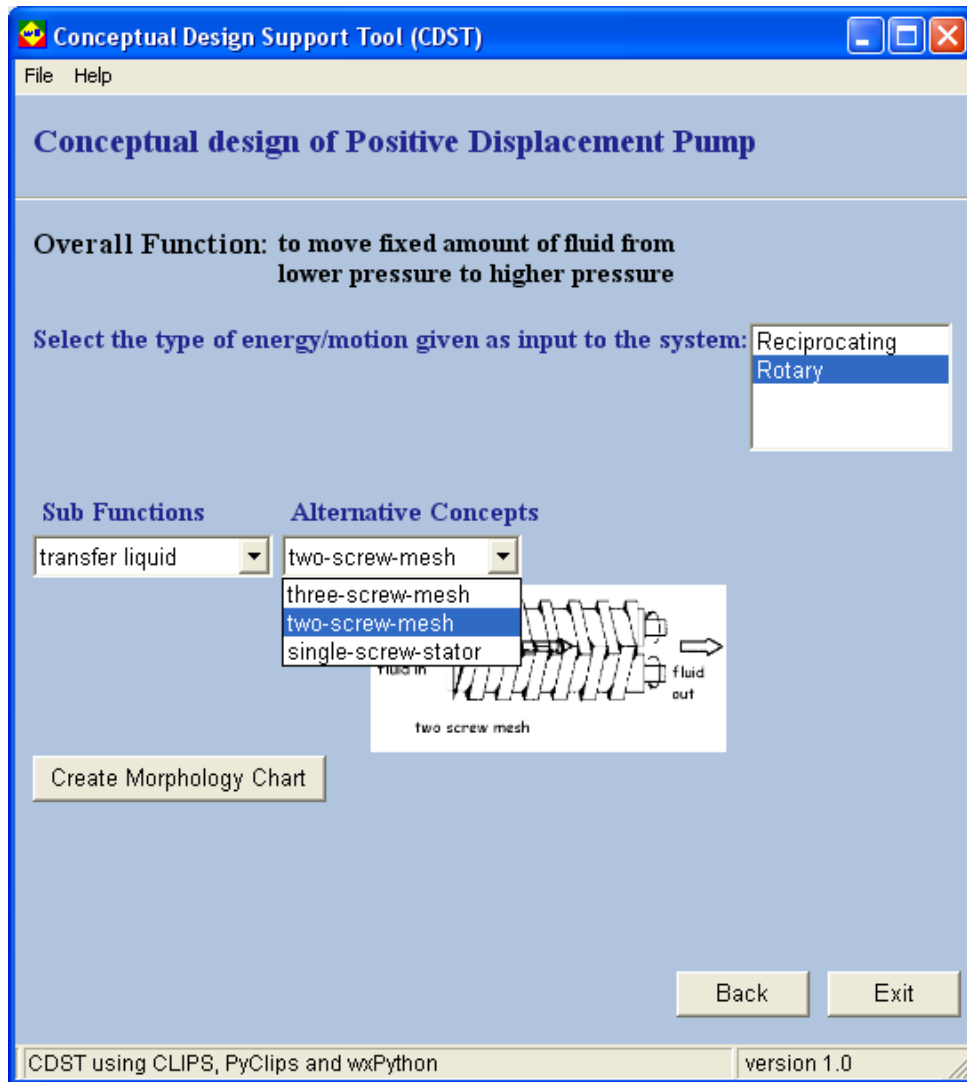 Conceptual Design Support Tool (CDST)
File Help
Conceptual design of Positive Displacement Pump
Overall Function: to move fixed amount of fluid from
lower pressure to higher pressure
Select the type of energy/motion given as input to the system:
Reciprocating
Rotary
Sub Functions Alternative Concepts
transfer liquid two-screw-mesh
three-screw-mesh
two-screw-mesh
single-screw-stator
fluid in
fluid
out
two screw mesh
Create Morphology Chart
Back Exit
CDST using CLIPS, PyClips and wxPython version 1.0